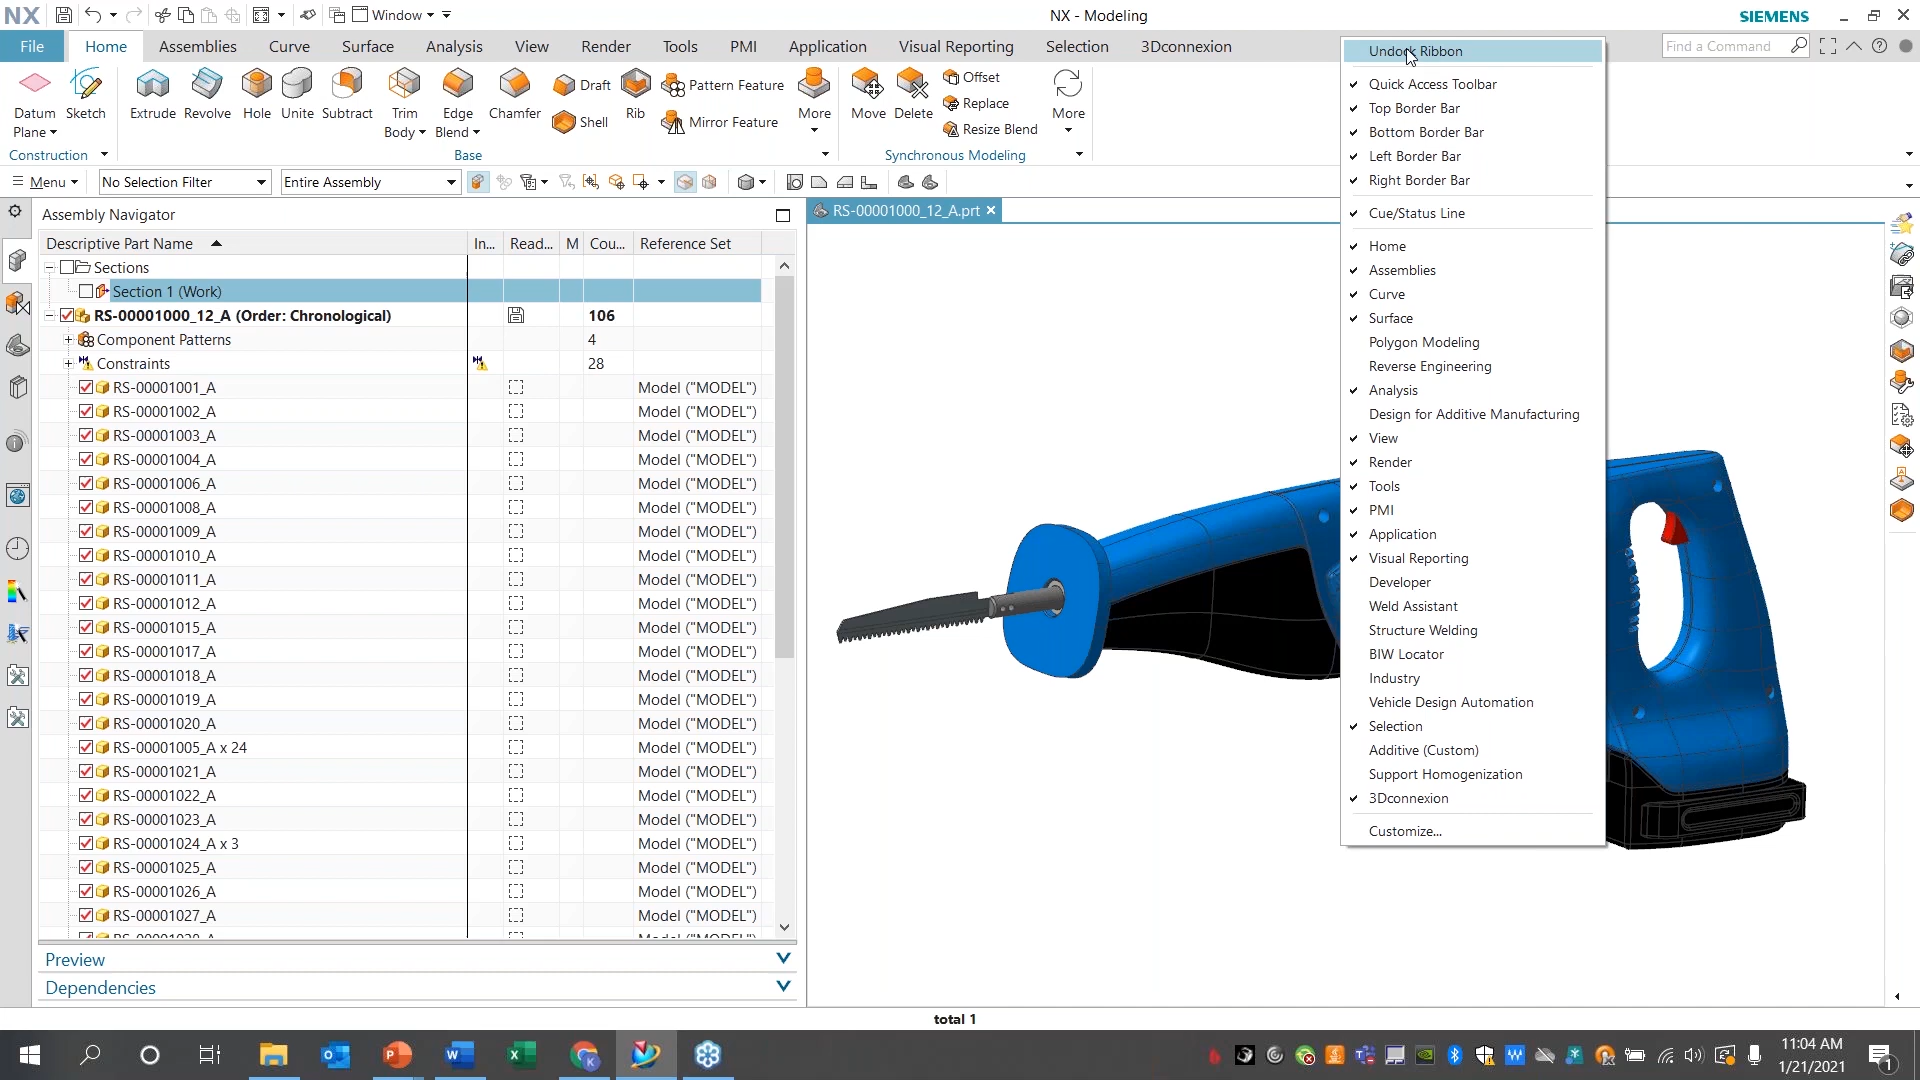 NX Window NX - Modeling SIEMENS
File Home Assemblies Curve Surface Analysis View Render Tools PMI Application Visual Reporting Selection 3Dconnexion Find a Command
Datum Plane
Sketch
Extrude
Revolve
Hole
Unite
Subtract
Trim Body
Edge Blend
Chamfer
Draft
Shell
Rib
Pattern Feature
Mirror Feature
More
Move
Delete
Offset
Replace
Resize Blend
More
Construction Base Synchronous Modeling
Menu No Selection Filter Entire Assembly
Assembly Navigator
RS-00001000_12_A.prt
Descriptive Part Name In... Read... M Cou... Reference Set
Sections
Section 1 (Work)
RS-00001000_12_A (Order: Chronological) 106
Component Patterns 4
Constraints 28
RS-00001001_A Model ("MODEL")
RS-00001002_A Model ("MODEL")
RS-00001003_A Model ("MODEL")
RS-00001004_A Model ("MODEL")
RS-00001006_A Model ("MODEL")
RS-00001008_A Model ("MODEL")
RS-00001009_A Model ("MODEL")
RS-00001010_A Model ("MODEL")
RS-00001011_A Model ("MODEL")
RS-00001012_A Model ("MODEL")
RS-00001015_A Model ("MODEL")
RS-00001017_A Model ("MODEL")
RS-00001018_A Model ("MODEL")
RS-00001019_A Model ("MODEL")
RS-00001020_A Model ("MODEL")
RS-00001005_A x 24 Model ("MODEL")
RS-00001021_A Model ("MODEL")
RS-00001022_A Model ("MODEL")
RS-00001023_A Model ("MODEL")
RS-00001024_A x 3 Model ("MODEL")
RS-00001025_A Model ("MODEL")
RS-00001026_A Model ("MODEL")
RS-00001027_A Model ("MODEL")
Preview
Dependencies
Undock Ribbon
Quick Access Toolbar
Top Border Bar
Bottom Border Bar
Left Border Bar
Right Border Bar
Cue/Status Line
Home
Assemblies
Curve
Surface
Polygon Modeling
Reverse Engineering
Analysis
Design for Additive Manufacturing
View
Render
Tools
PMI
Application
Visual Reporting
Developer
Weld Assistant
Structure Welding
BIW Locator
Industry
Vehicle Design Automation
Selection
Additive (Custom)
Support Homogenization
3Dconnexion
Customize...
total 1
11:04 AM
1/21/2021
1